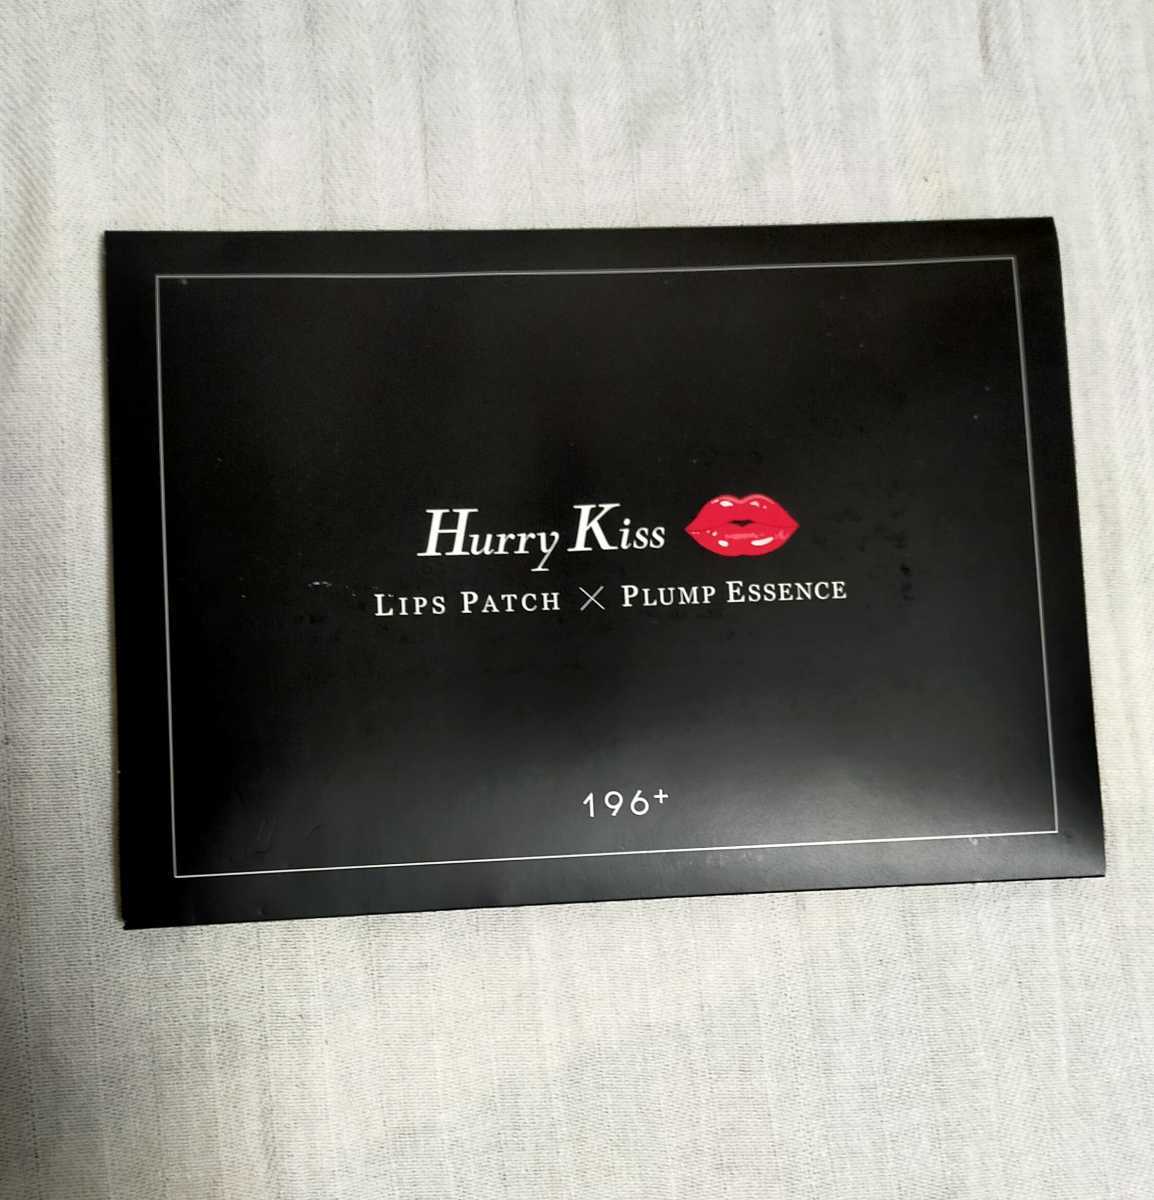 Hurry Kiss
LIPS PATCH × PLUMP ESSENCE
196+